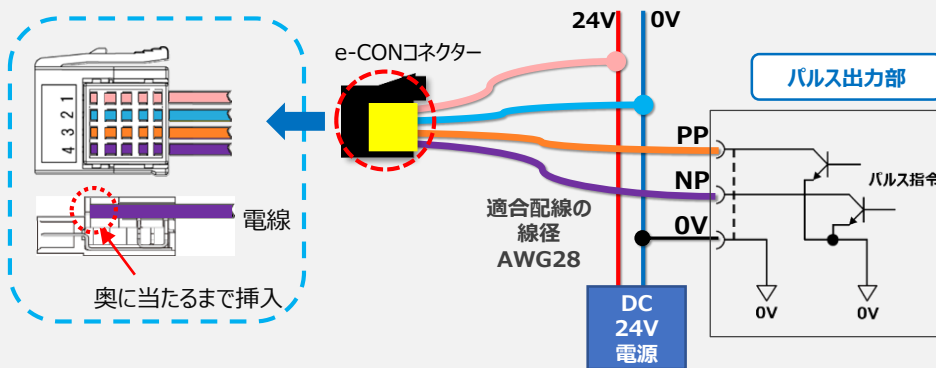 24V
0V
e-CONコネクター
パルス出力部
1
2
3
4
PP
NP
0V
パルス指令
電線
適合配線の
線径
AWG28
奥に当たるまで挿入
DC
24V
電源
0V
0V